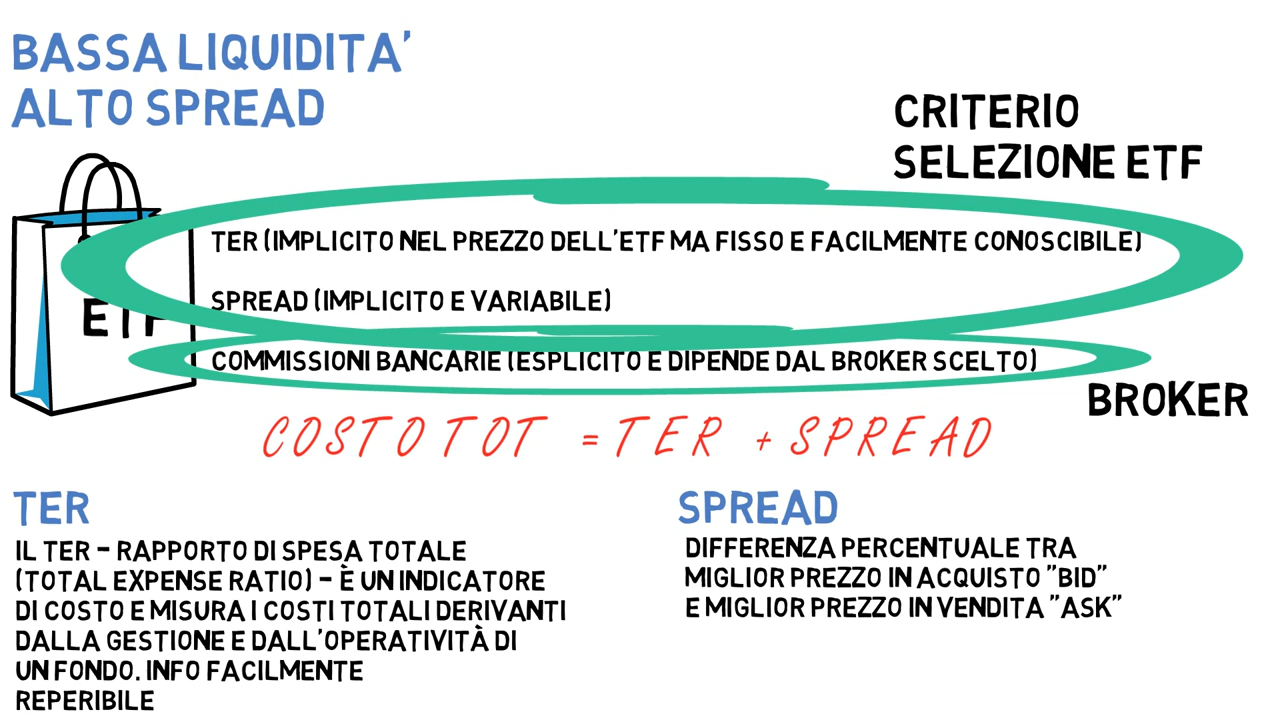 BASSA LIQUIDITA'
ALTO SPREAD
CRITERIO
SELEZIONE ETF
TER (IMPLICITO NEL PREZZO DELL'ETF MA FISSO E FACILMENTE CONOSCIBILE)
SPREAD (IMPLICITO E VARIABILE)
ETF
COMMISSIONI BANCARIE (ESPLICITO E DIPENDE DAL BROKER SCELTO)
BROKER
COSTO TOT = TER + SPREAD
TER
IL TER – RAPPORTO DI SPESA TOTALE
(TOTAL EXPENSE RATIO) – È UN INDICATORE
DI COSTO E MISURA I COSTI TOTALI DERIVANTI
DALLA GESTIONE E DALL'OPERATIVITÀ DI
UN FONDO. INFO FACILMENTE
REPERIBILE
SPREAD
DIFFERENZA PERCENTUALE TRA
MIGLIOR PREZZO IN ACQUISTO "BID"
E MIGLIOR PREZZO IN VENDITA "ASK"